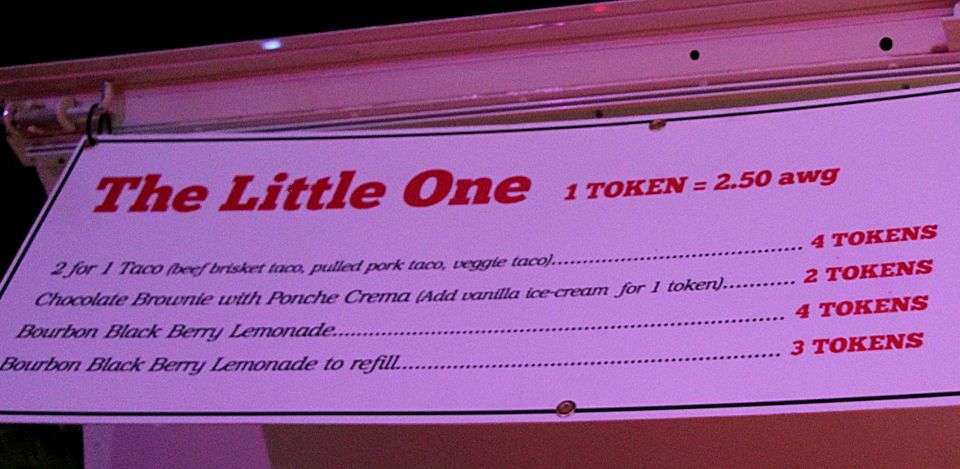 The Little One 1 TOKEN = 2.50 awg
2 for 1 Taco (beef brisket taco, pulled pork taco, veggie taco)................................. 4 TOKENS
Chocolate Brownie with Ponche Crema (Add vanilla ice-cream for 1 token)........... 2 TOKENS
Bourbon Black Berry Lemonade............................................................ 4 TOKENS
Bourbon Black Berry Lemonade to refill.................................................. 3 TOKENS